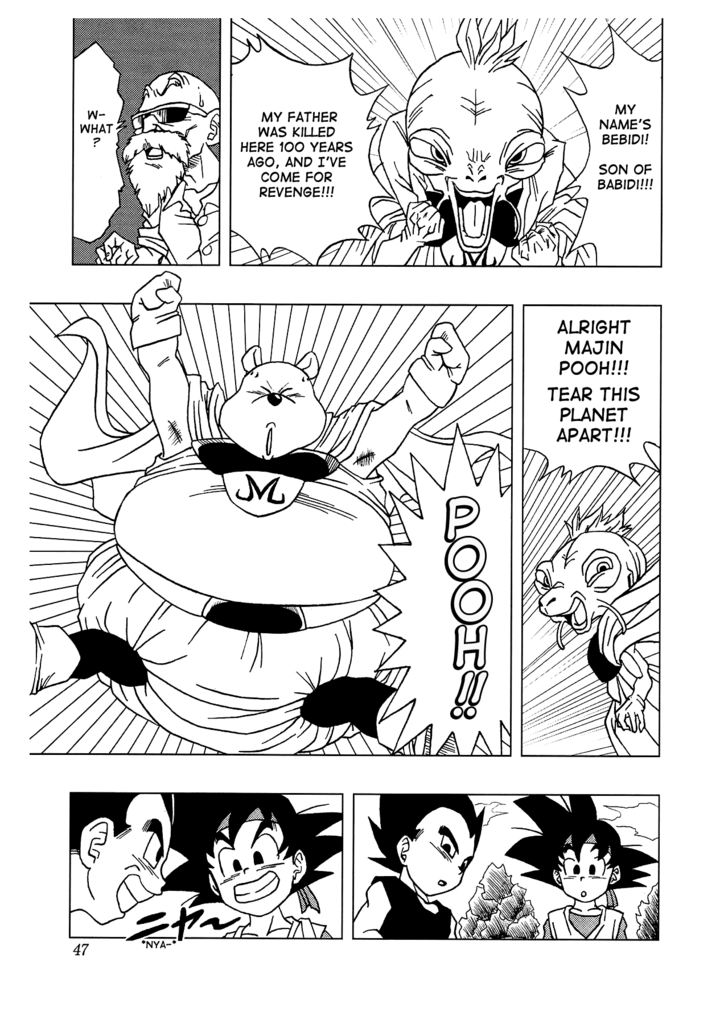 MY
NAME'S
BEBIDI!
SON OF
BABIDI!!!
MY FATHER
WAS KILLED
HERE 100 YEARS
AGO, AND I'VE
COME FOR
REVENGE!!!
W-
WHAT
?
ALRIGHT
MAJIN
POOH!!!
TEAR THIS
PLANET
APART!!!
POOH!!
M
ニヤ〜
*NYA-*
47